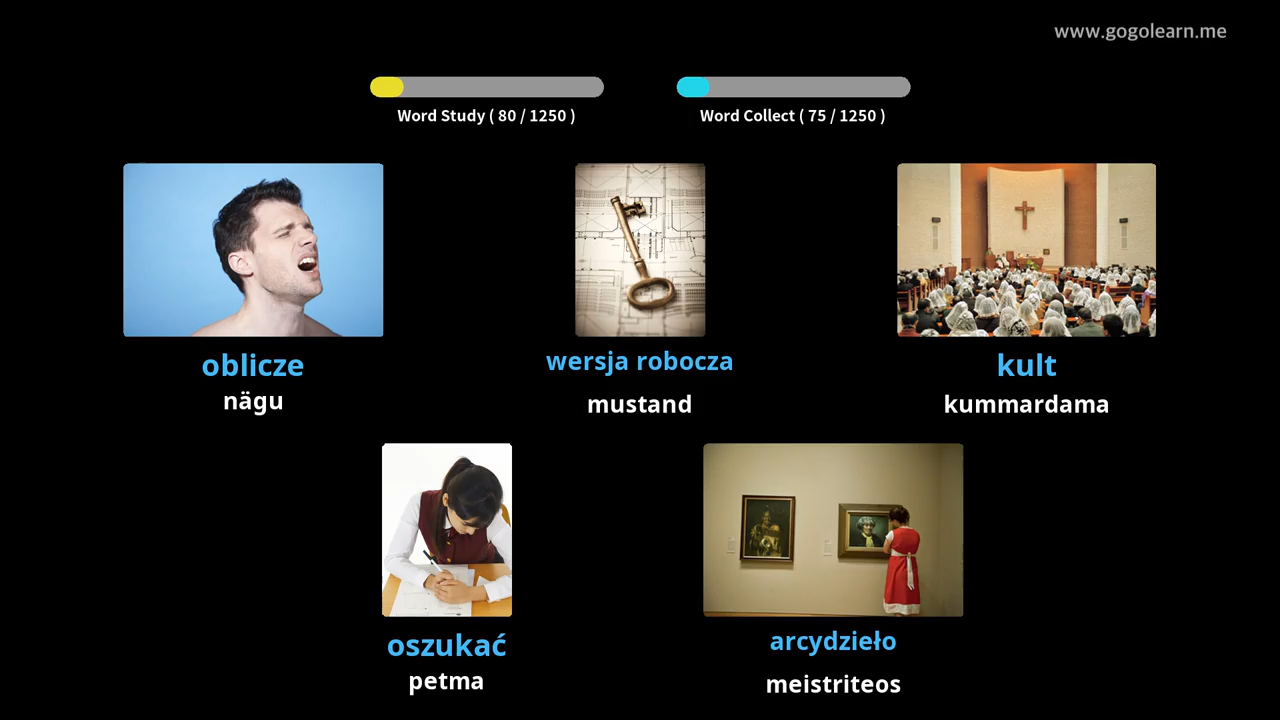 www.gogolearn.me
Word Study ( 80 / 1250 )
Word Collect ( 75 / 1250 )
oblicze
nägu
wersja robocza
mustand
kult
kummardama
oszukać
petma
arcydzieło
meistriteos